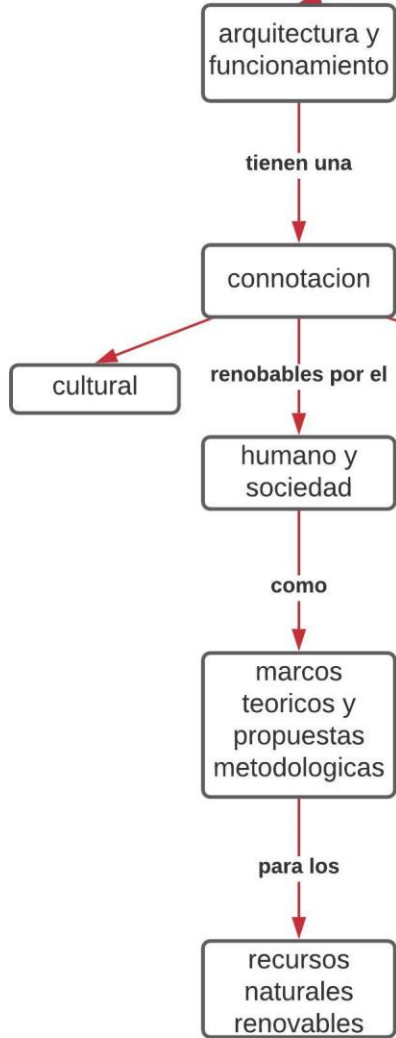 arquitectura y
funcionamiento
tienen una
connotacion
cultural
renobables por el
humano y
sociedad
como
marcos
teoricos y
propuestas
metodologicas
para los
recursos
naturales
renovables